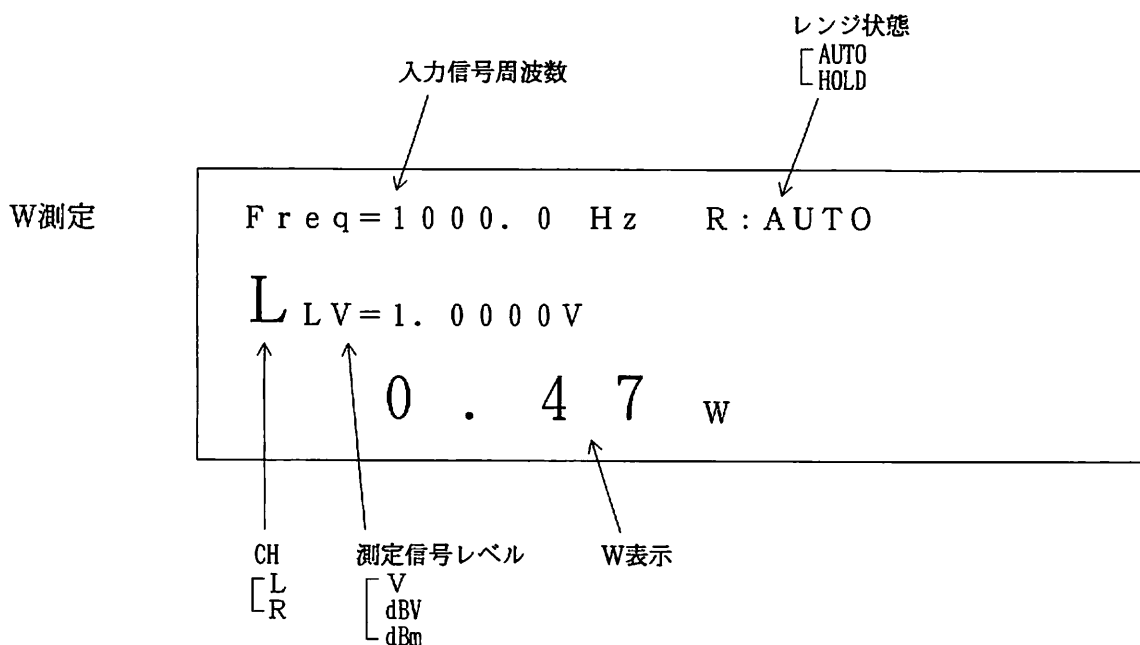 レンジ状態
AUTO
HOLD
入力信号周波数
W測定
Freq=1000.0 Hz R:AUTO
L LV=1.0000V
0.47 W
CH
L
R
測定信号レベル
V
dBV
dBm
W表示